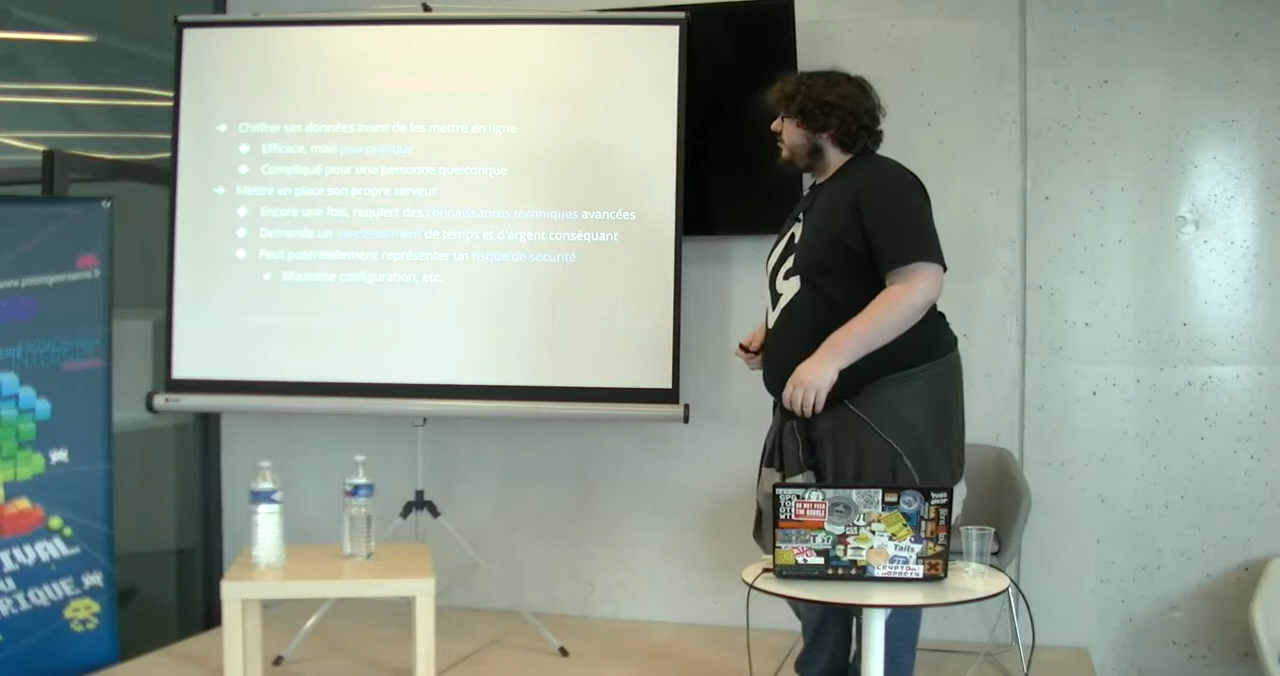 Chiffrer ses données avant de les mettre en ligne
Efficace, mais peu pratique
Compliqué pour une personne quelconque
Mettre en place son propre serveur
Encore une fois, requiert des connaissances techniques avancées
Demande un investissement de temps et d'argent conséquant
Peut potentiellement représenter un risque de sécurité
Mauvaise configuration, etc.
IVAL
RIQUE
DO NOT FEED
THE GOOGLE
Tails